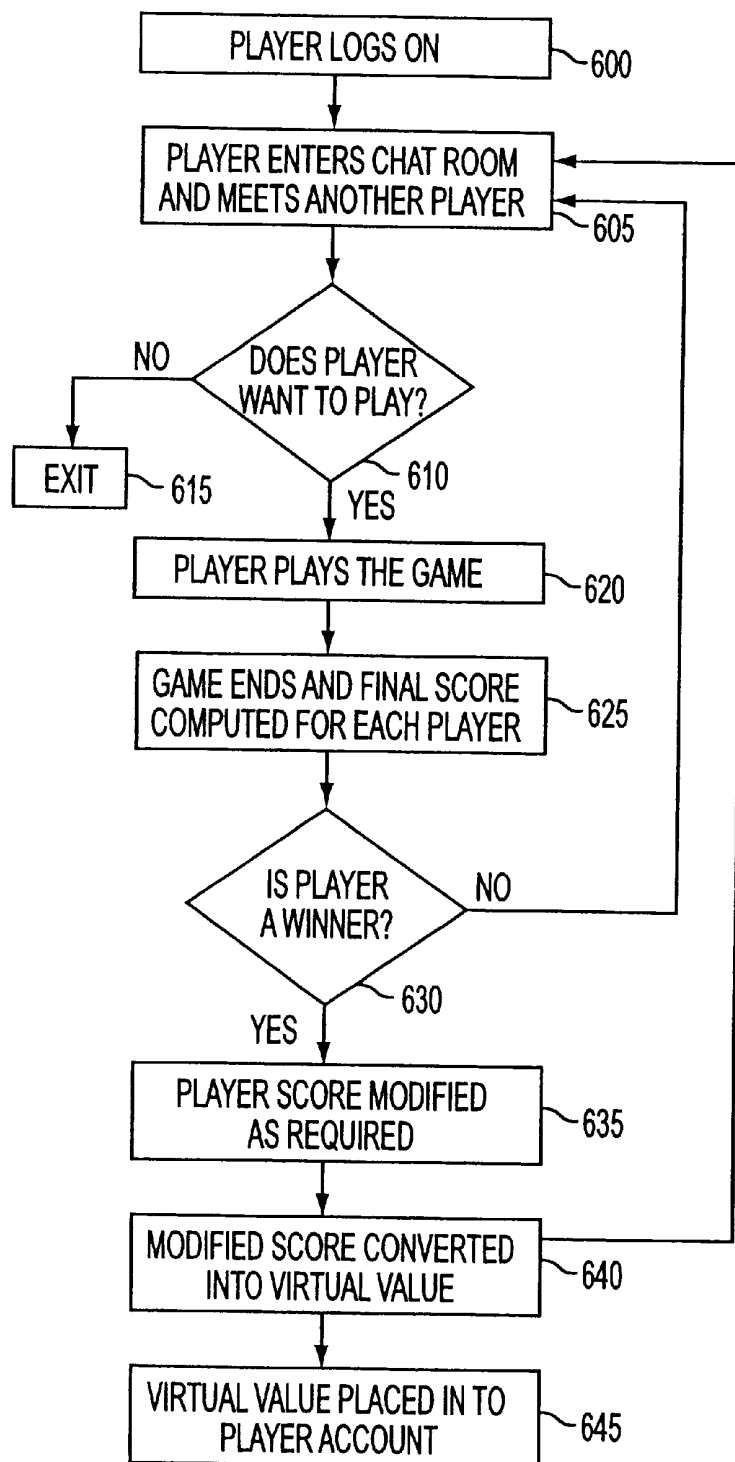 PLAYER LOGS ON
600
PLAYER ENTERS CHAT ROOM
AND MEETS ANOTHER PLAYER
605
DOES PLAYER
WANT TO PLAY?
610
NO
EXIT
615
YES
PLAYER PLAYS THE GAME
620
GAME ENDS AND FINAL SCORE
COMPUTED FOR EACH PLAYER
625
IS PLAYER
A WINNER?
NO
630
YES
PLAYER SCORE MODIFIED
AS REQUIRED
635
MODIFIED SCORE CONVERTED
INTO VIRTUAL VALUE
640
VIRTUAL VALUE PLACED IN TO
PLAYER ACCOUNT
645